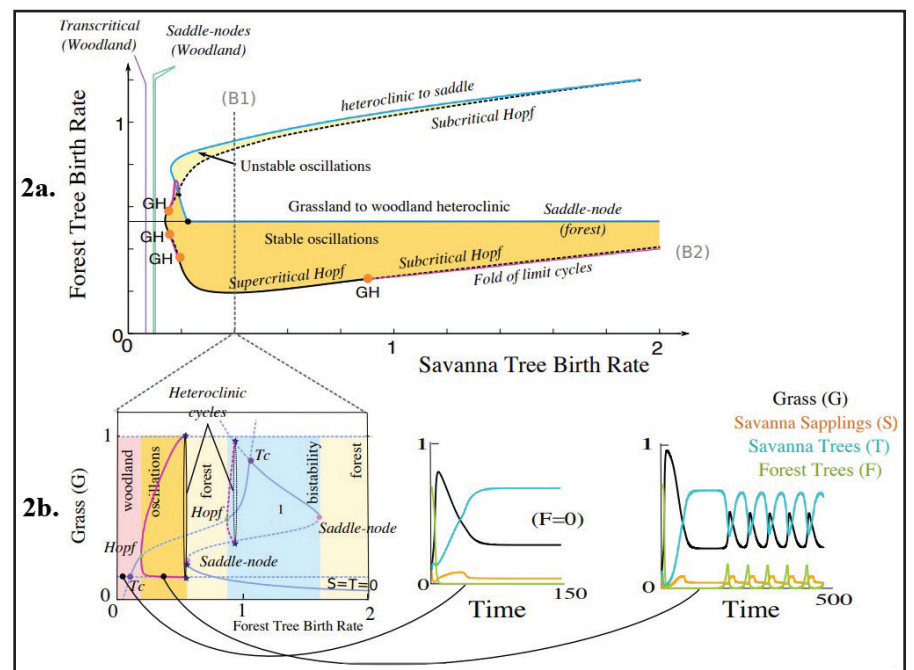 Transcritical
(Woodland)
Saddle-nodes
(Woodland)
2a.
Forest Tree Birth Rate
1
0
(B1)
heteroclinic to saddle
Subcritical Hopf
Unstable oscillations
GH
Grassland to woodland heteroclinic
Saddle-node
(forest)
GH
Stable oscillations
GH
Supercritical Hopf
Subcritical Hopf
(B2)
Fold of limit cycles
GH
0
1
2
Savanna Tree Birth Rate
2b.
Heteroclinic
cycles
Grass (G)
1
0
woodland
oscillations
forest
bistability
forest
Tc
Hopf
1
Saddle-node
Hopf
Saddle-node
Tc
S=T=0
0
1
2
Forest Tree Birth Rate
1
0
(F=0)
Time
150
Grass (G)
Savanna Saplings (S)
Savanna Trees (T)
Forest Trees (F)
1
0
Time
500